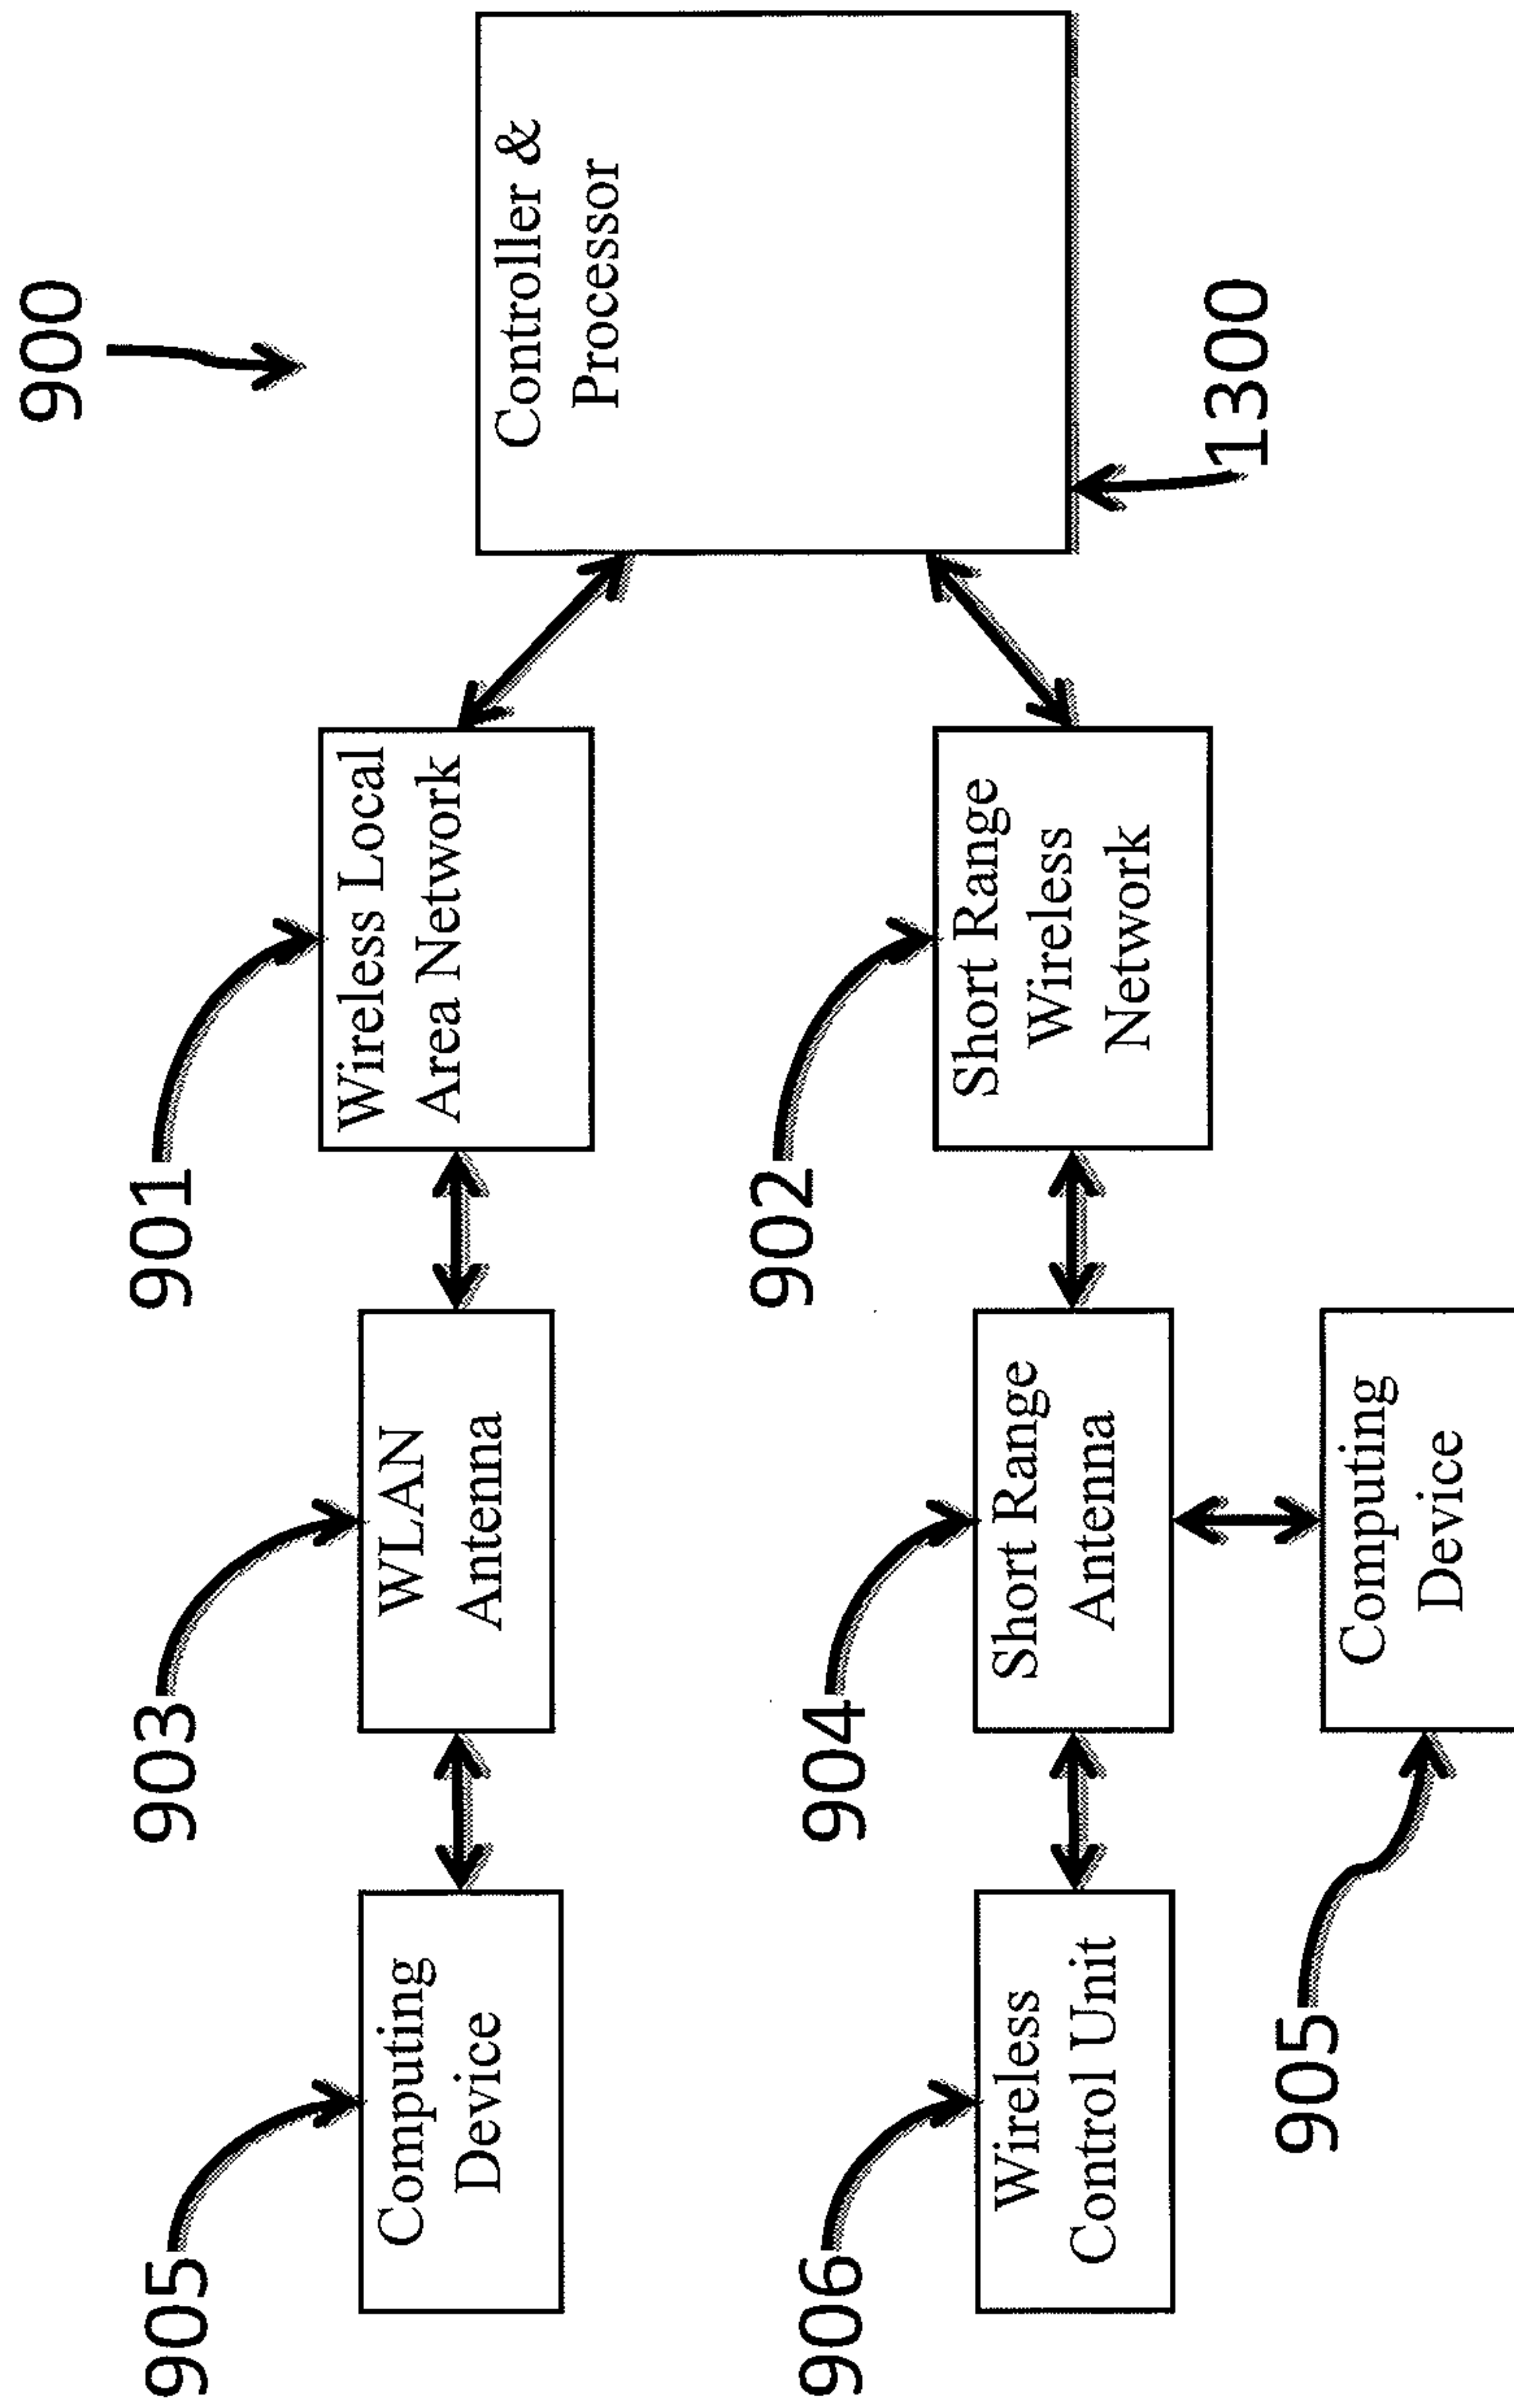 900
Controller &
Processor
1300
901
Wireless Local
Area Network
902
Short Range
Wireless
Network
903
WLAN
Antenna
904
Short Range
Antenna
905
Computing
Device
906
Wireless
Control Unit
905
Computing
Device